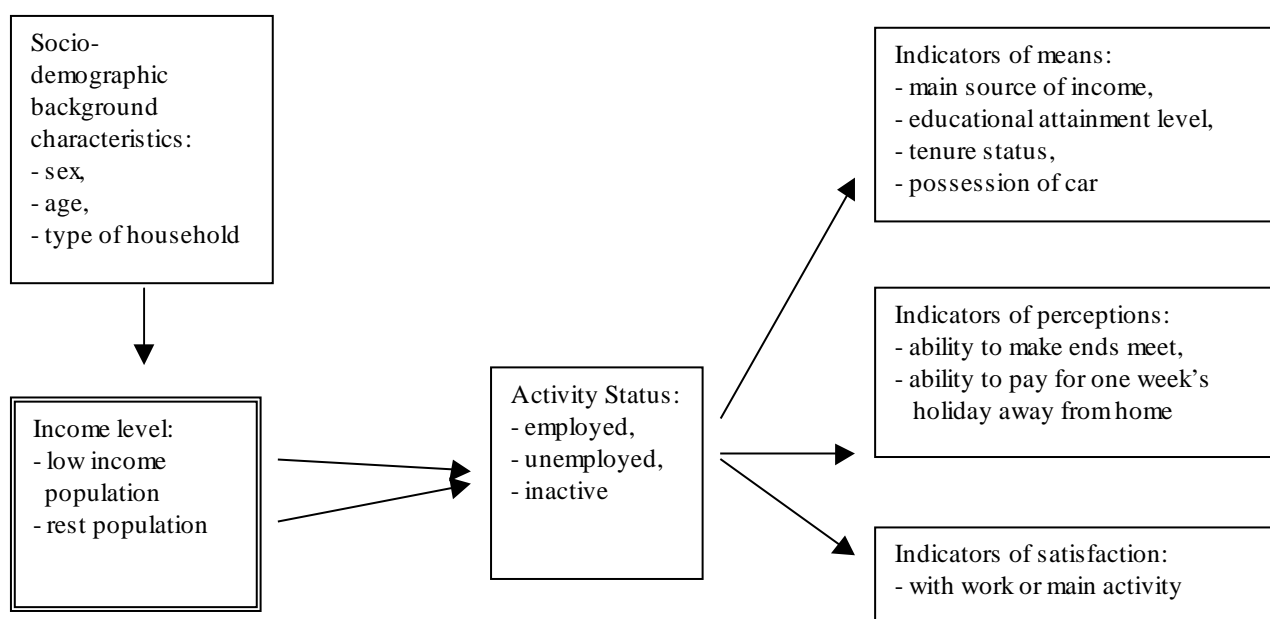 Socio-
demographic
background
characteristics:
- sex,
- age,
- type of household
Income level:
- low income
population
- rest population
Activity Status:
- employed,
- unemployed,
- inactive
Indicators of means:
- main source of income,
- educational attainment level,
- tenure status,
- possession of car
Indicators of perceptions:
- ability to make ends meet,
- ability to pay for one week’s
holiday away from home
Indicators of satisfaction:
- with work or main activity